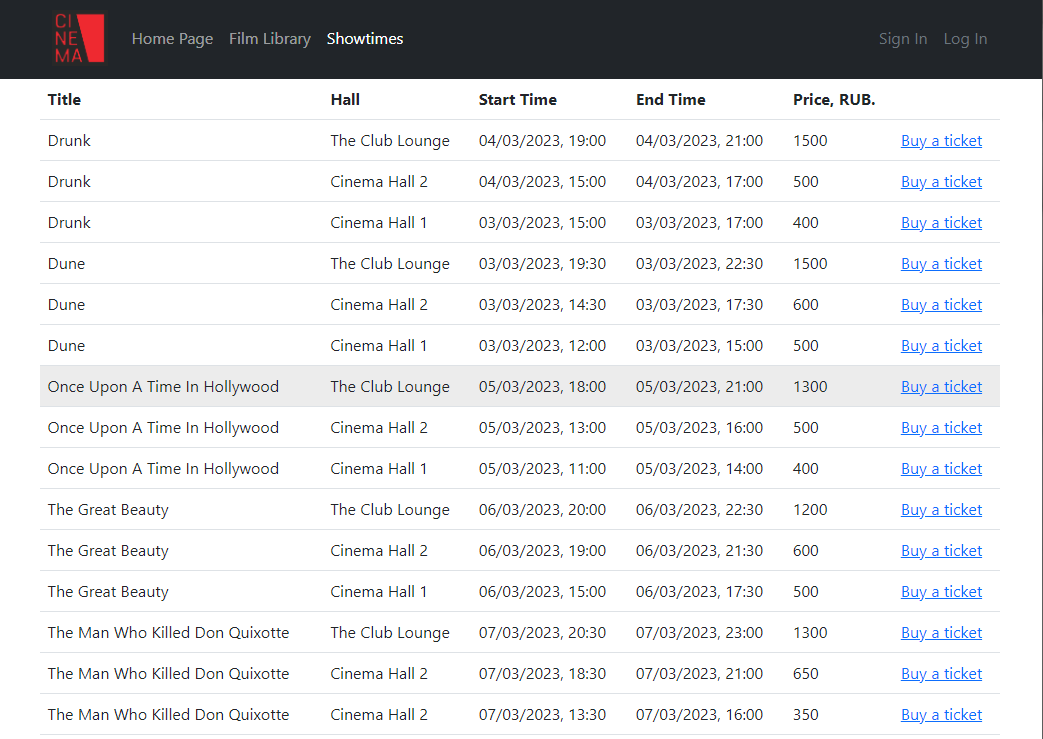 CI
NE
MA
Home Page Film Library Showtimes Sign In Log In
Title Hall Start Time End Time Price, RUB.
Drunk The Club Lounge 04/03/2023, 19:00 04/03/2023, 21:00 1500 Buy a ticket
Drunk Cinema Hall 2 04/03/2023, 15:00 04/03/2023, 17:00 500 Buy a ticket
Drunk Cinema Hall 1 03/03/2023, 15:00 03/03/2023, 17:00 400 Buy a ticket
Dune The Club Lounge 03/03/2023, 19:30 03/03/2023, 22:30 1500 Buy a ticket
Dune Cinema Hall 2 03/03/2023, 14:30 03/03/2023, 17:30 600 Buy a ticket
Dune Cinema Hall 1 03/03/2023, 12:00 03/03/2023, 15:00 500 Buy a ticket
Once Upon A Time In Hollywood The Club Lounge 05/03/2023, 18:00 05/03/2023, 21:00 1300 Buy a ticket
Once Upon A Time In Hollywood Cinema Hall 2 05/03/2023, 13:00 05/03/2023, 16:00 500 Buy a ticket
Once Upon A Time In Hollywood Cinema Hall 1 05/03/2023, 11:00 05/03/2023, 14:00 400 Buy a ticket
The Great Beauty The Club Lounge 06/03/2023, 20:00 06/03/2023, 22:30 1200 Buy a ticket
The Great Beauty Cinema Hall 2 06/03/2023, 19:00 06/03/2023, 21:30 600 Buy a ticket
The Great Beauty Cinema Hall 1 06/03/2023, 15:00 06/03/2023, 17:30 500 Buy a ticket
The Man Who Killed Don Quixotte The Club Lounge 07/03/2023, 20:30 07/03/2023, 23:00 1300 Buy a ticket
The Man Who Killed Don Quixotte Cinema Hall 2 07/03/2023, 18:30 07/03/2023, 21:00 650 Buy a ticket
The Man Who Killed Don Quixotte Cinema Hall 2 07/03/2023, 13:30 07/03/2023, 16:00 350 Buy a ticket